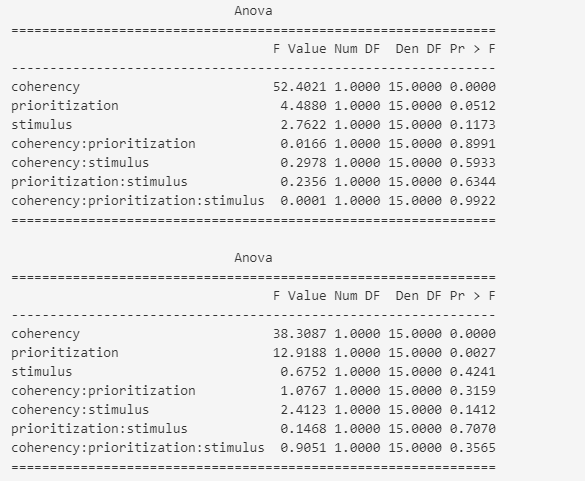 Anova
==============================================================
F Value Num DF Den DF Pr > F
--------------------------------------------------------------
coherency 52.4021 1.0000 15.0000 0.0000
prioritization 4.4880 1.0000 15.0000 0.0512
stimulus 2.7622 1.0000 15.0000 0.1173
coherency:prioritization 0.0166 1.0000 15.0000 0.8991
coherency:stimulus 0.2978 1.0000 15.0000 0.5933
prioritization:stimulus 0.2356 1.0000 15.0000 0.6344
coherency:prioritization:stimulus 0.0001 1.0000 15.0000 0.9922
==============================================================
Anova
==============================================================
F Value Num DF Den DF Pr > F
--------------------------------------------------------------
coherency 38.3087 1.0000 15.0000 0.0000
prioritization 12.9188 1.0000 15.0000 0.0027
stimulus 0.6752 1.0000 15.0000 0.4241
coherency:prioritization 1.0767 1.0000 15.0000 0.3159
coherency:stimulus 2.4123 1.0000 15.0000 0.1412
prioritization:stimulus 0.1468 1.0000 15.0000 0.7070
coherency:prioritization:stimulus 0.9051 1.0000 15.0000 0.3565
==============================================================